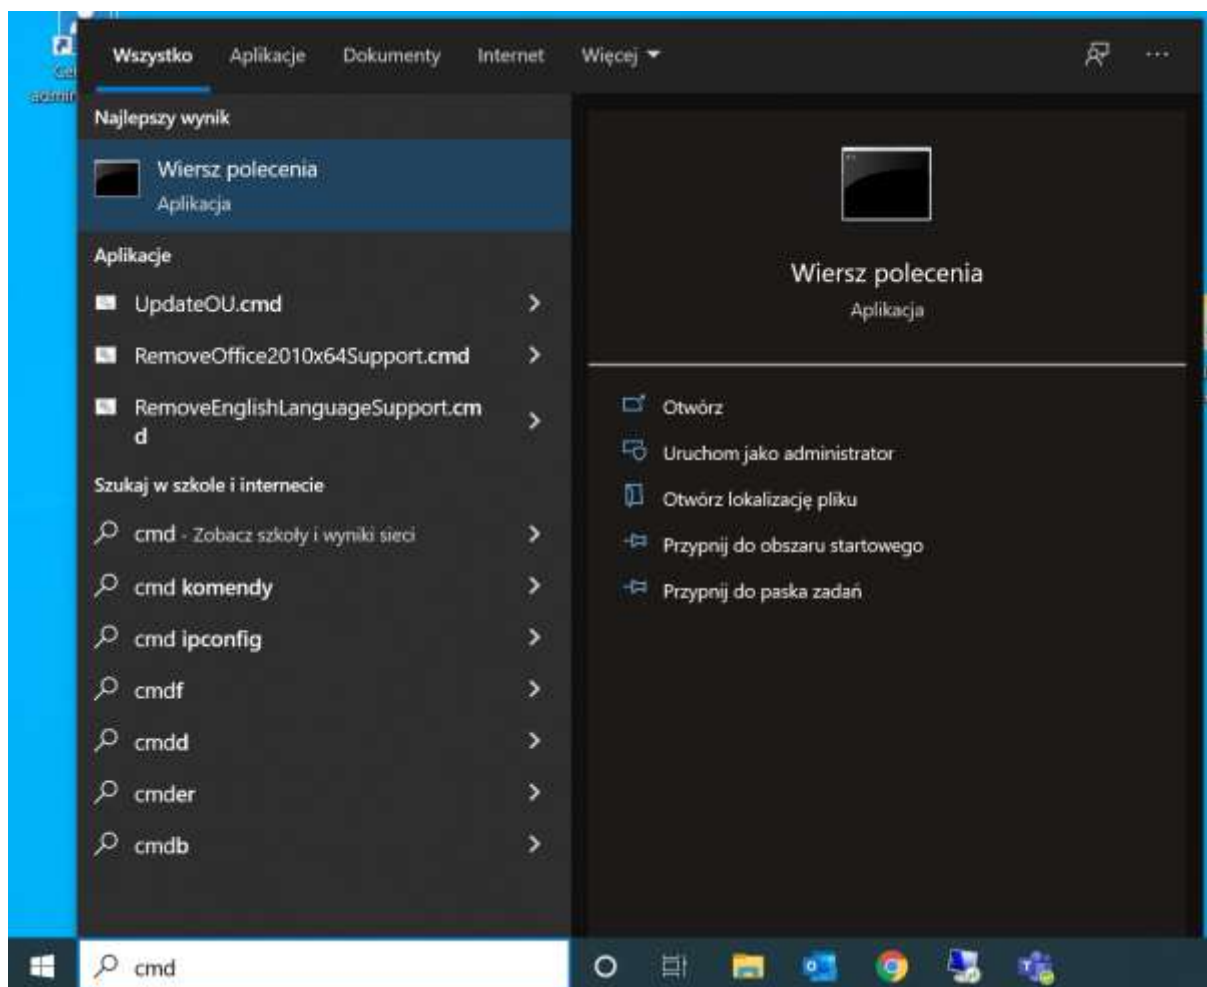 Wszystko Aplikacje Dokumenty Internet Więcej
Najlepszy wynik
Wiersz polecenia
Aplikacja
Aplikacje
UpdateOU.cmd
RemoveOffice2010x64Support.cmd
RemoveEnglishLanguageSupport.cm
d
Szukaj w szkole i internecie
cmd - Zobacz szkoły i wyniki sieci
cmd komendy
cmd ipconfig
cmdf
cmdd
cmder
cmdb
Wiersz polecenia
Aplikacja
Otwórz
Uruchom jako administrator
Otwórz lokalizację pliku
Przypnij do obszaru startowego
Przypnij do paska zadań
cmd